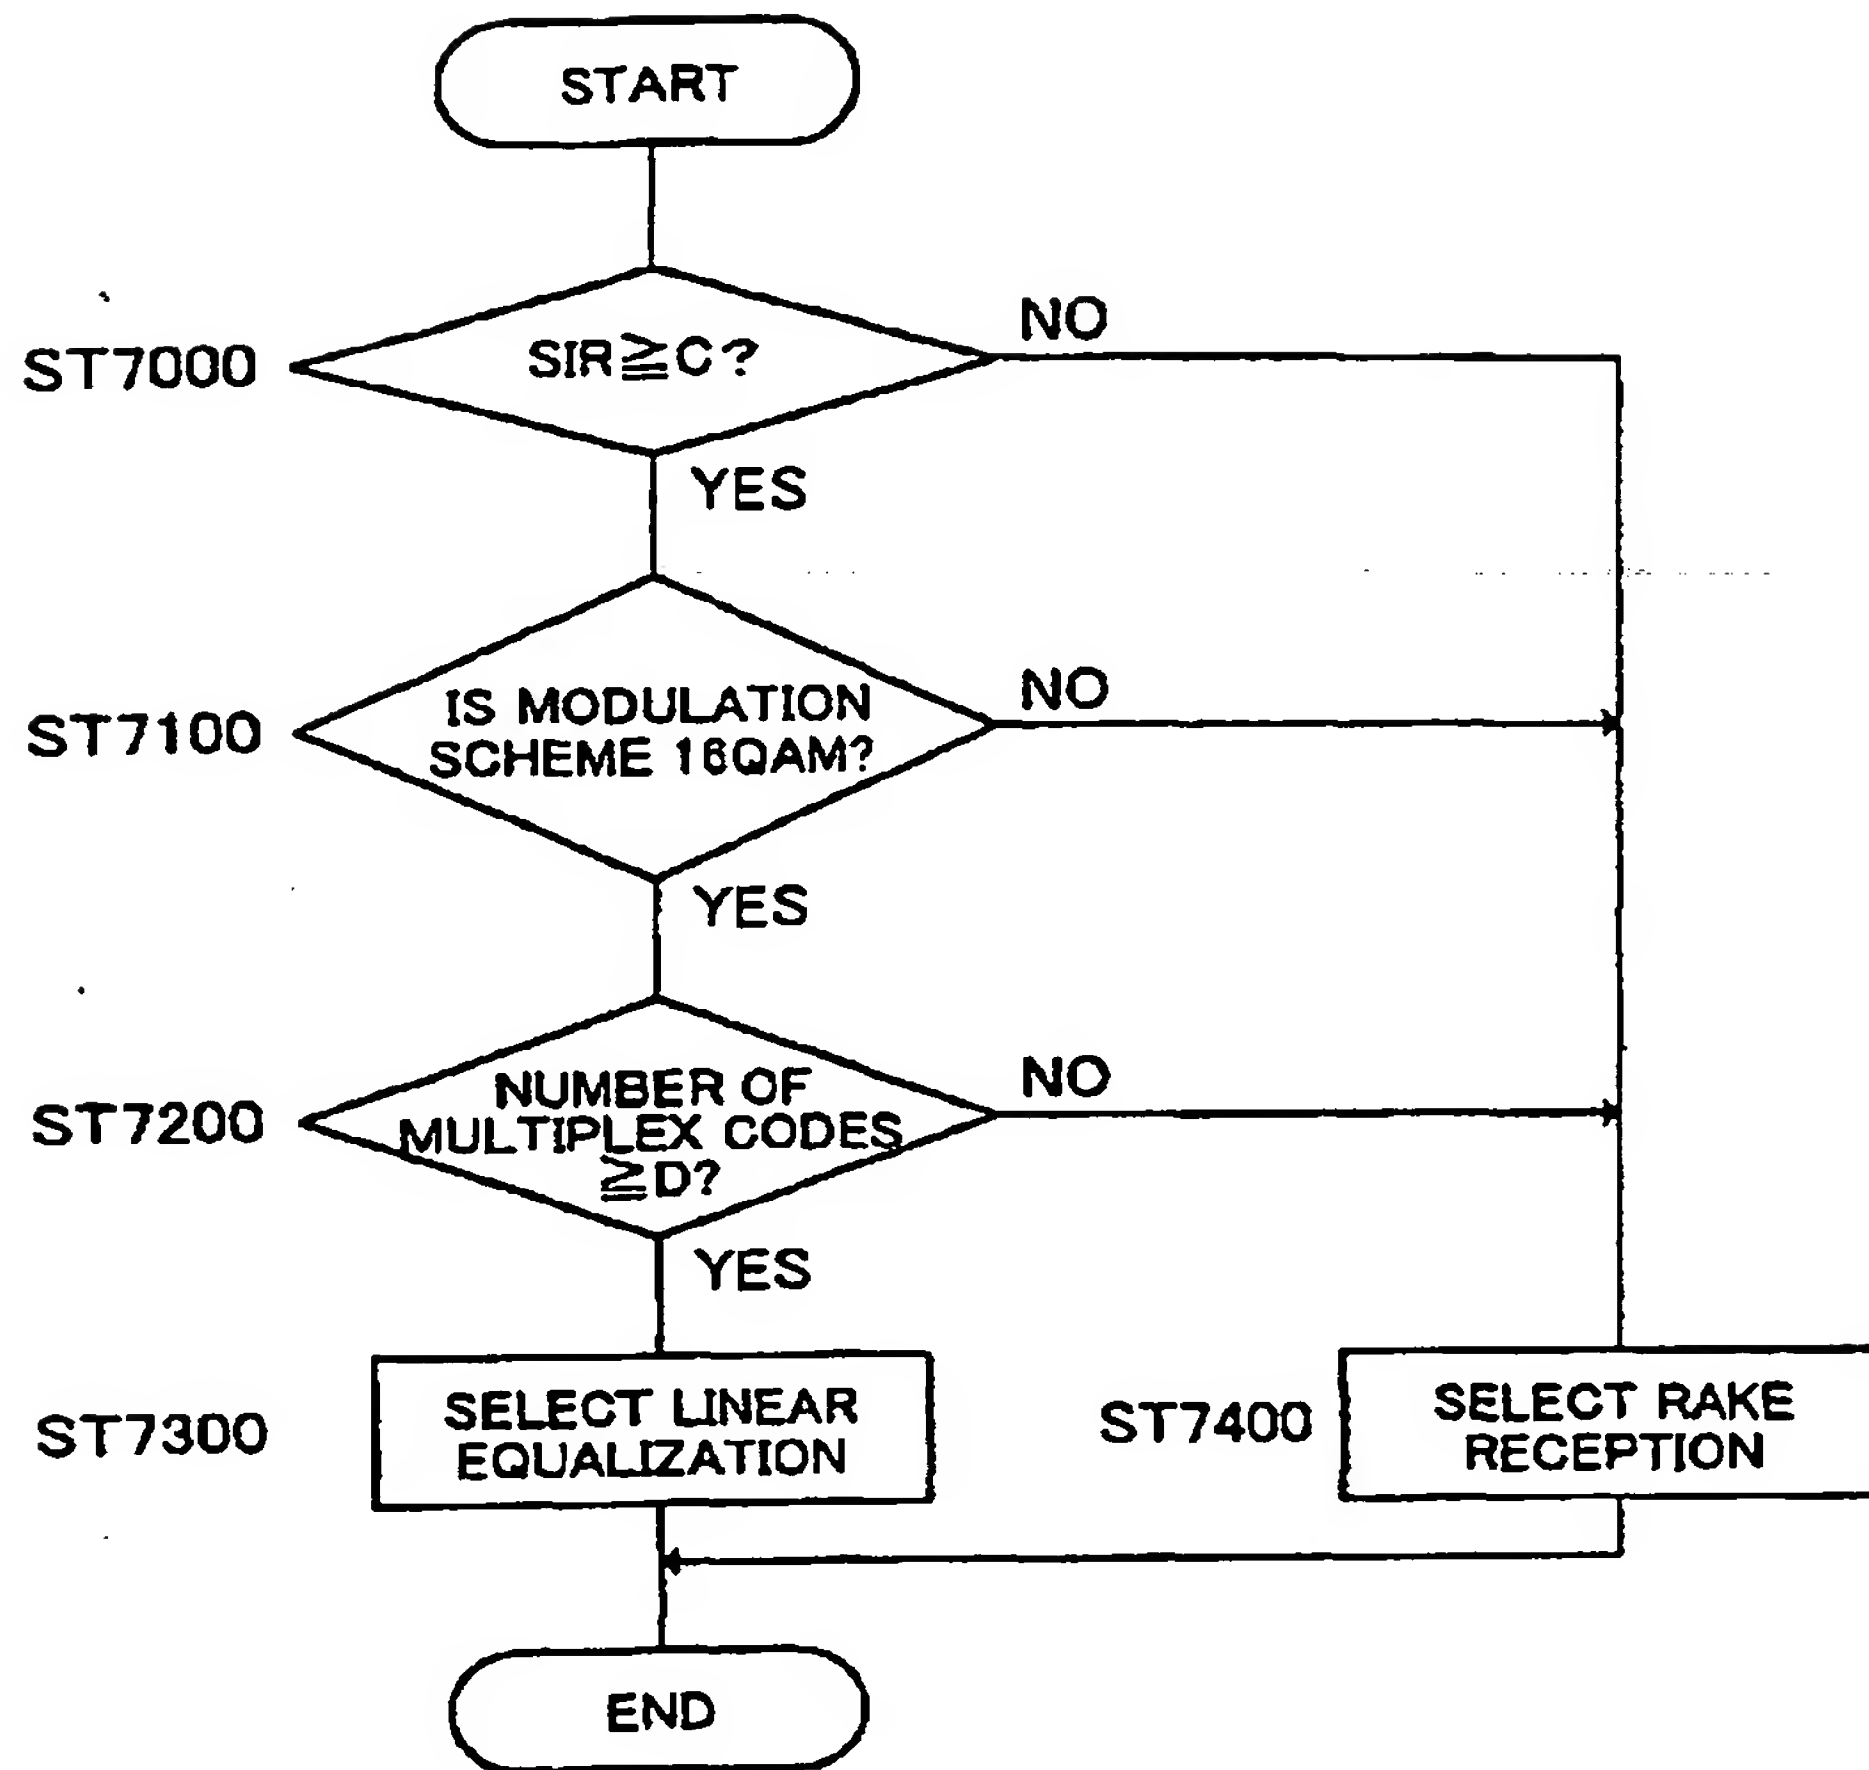 START
ST7000
SIR≧C?
NO
YES
ST7100
IS MODULATION
SCHEME 16QAM?
NO
YES
ST7200
NUMBER OF
MULTIPLEX CODES
≧D?
NO
YES
ST7300
SELECT LINEAR
EQUALIZATION
ST7400
SELECT RAKE
RECEPTION
END